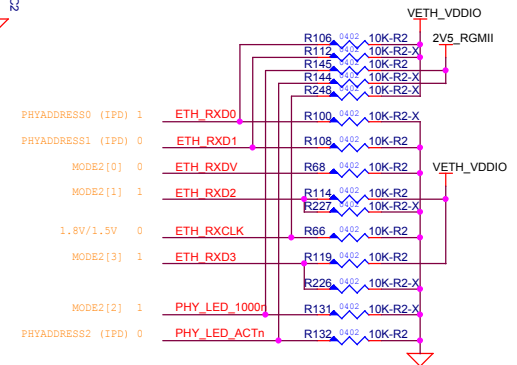 C2
VETH_VDDIO
R106 0402 10K-R2 2V5_RGMII
R112 0402 10K-R2-X
R145 0402 10K-R2
R144 0402 10K-R2-X
R248 0402 10K-R2-X
PHYADDRESS0 (IPD) 1 ETH_RXD0 R100 0402 10K-R2-X
PHYADDRESS1 (IPD) 0 ETH_RXD1 R108 0402 10K-R2
MODE2[0] 0 ETH_RXDV R68 0402 10K-R2 VETH_VDDIO
MODE2[1] 1 ETH_RXD2 R114 0402 10K-R2
R227 0402 10K-R2-X
1.8V/1.5V 0 ETH_RXCLK R66 0402 10K-R2
MODE2[3] 1 ETH_RXD3 R119 0402 10K-R2
R226 0402 10K-R2-X
MODE2[2] 1 PHY_LED_1000n R131 0402 10K-R2-X
PHYADDRESS2 (IPD) 0 PHY_LED_ACTn R132 0402 10K-R2